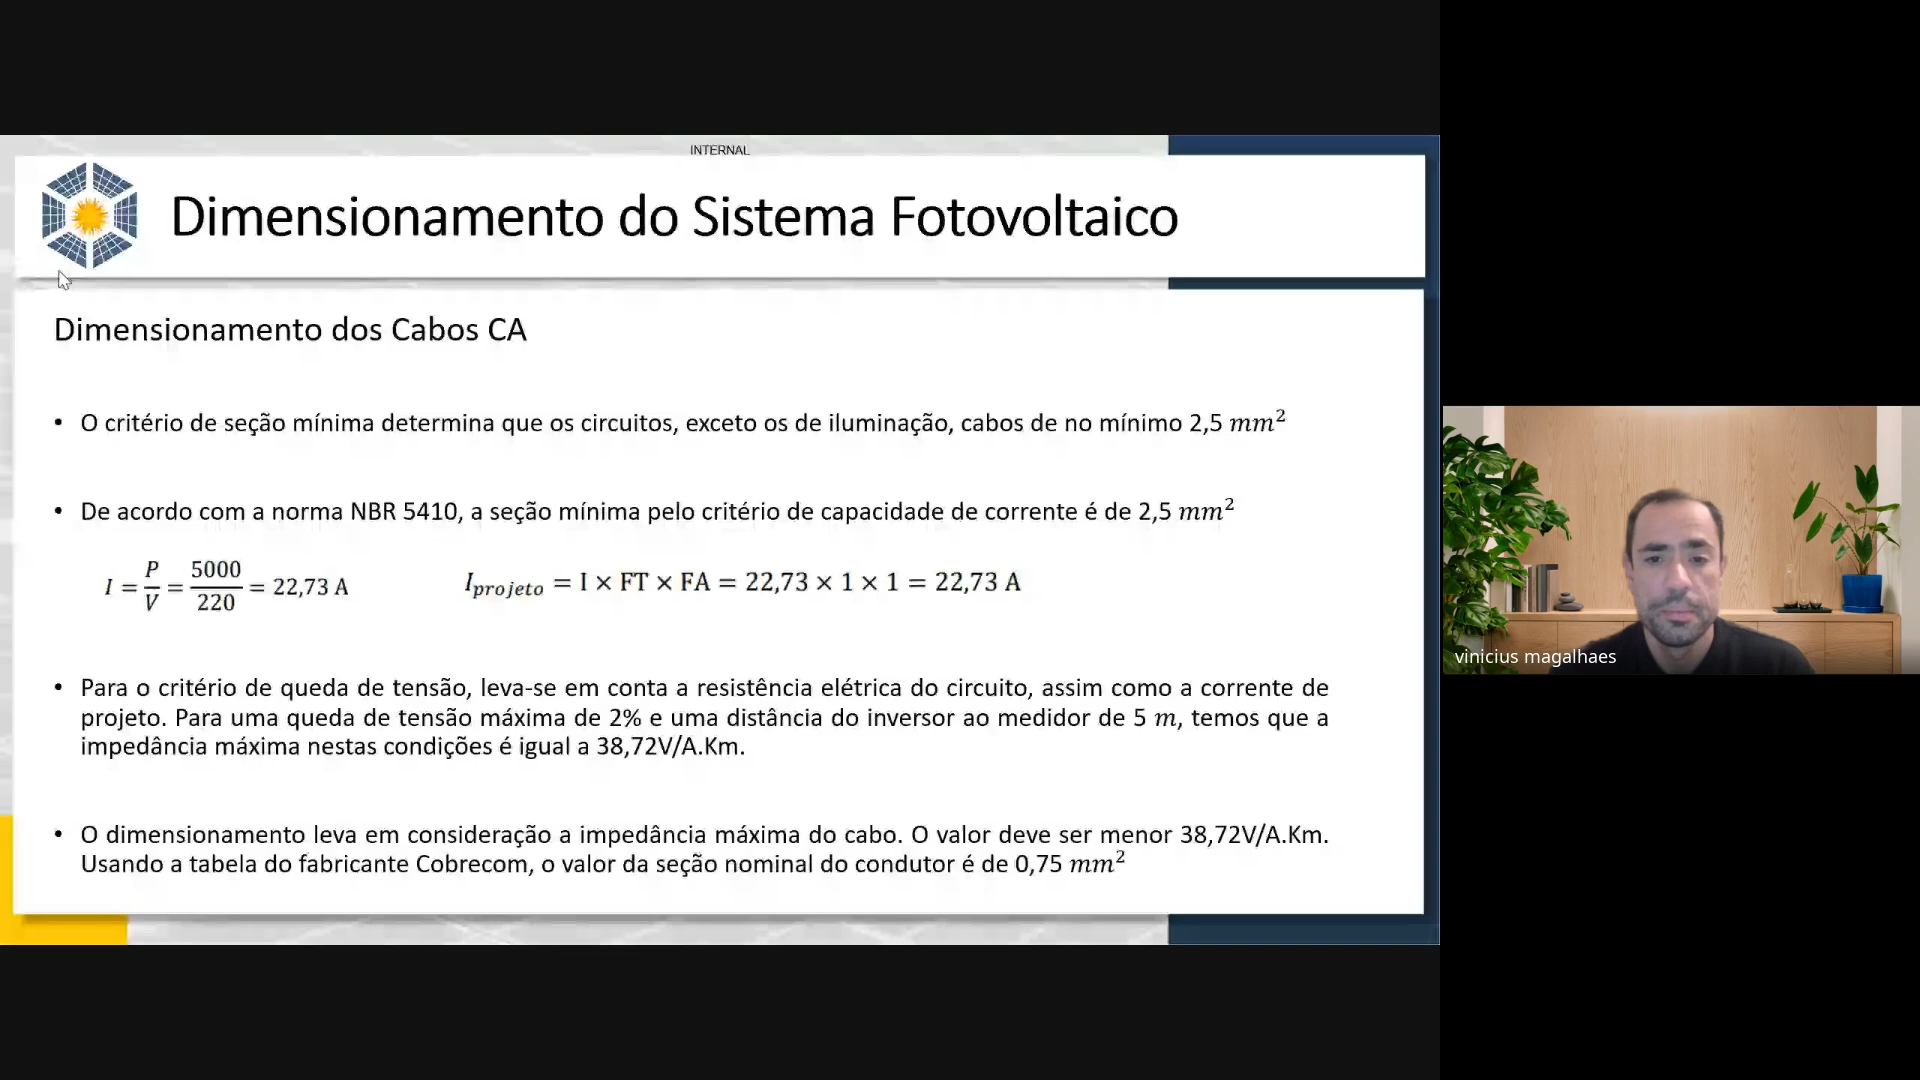 INTERNAL
Dimensionamento do Sistema Fotovoltaico
Dimensionamento dos Cabos CA
• O critério de seção mínima determina que os circuitos, exceto os de iluminação, cabos de no mínimo 2,5 mm²
• De acordo com a norma NBR 5410, a seção mínima pelo critério de capacidade de corrente é de 2,5 mm²
I = P/V = 5000/220 = 22,73 A    I_projeto = I × FT × FA = 22,73 × 1 × 1 = 22,73 A
• Para o critério de queda de tensão, leva-se em conta a resistência elétrica do circuito, assim como a corrente de
projeto. Para uma queda de tensão máxima de 2% e uma distância do inversor ao medidor de 5 m, temos que a
impedância máxima nestas condições é igual a 38,72V/A.Km.
• O dimensionamento leva em consideração a impedância máxima do cabo. O valor deve ser menor 38,72V/A.Km.
Usando a tabela do fabricante Cobrecom, o valor da seção nominal do condutor é de 0,75 mm²
vinicius magalhaes